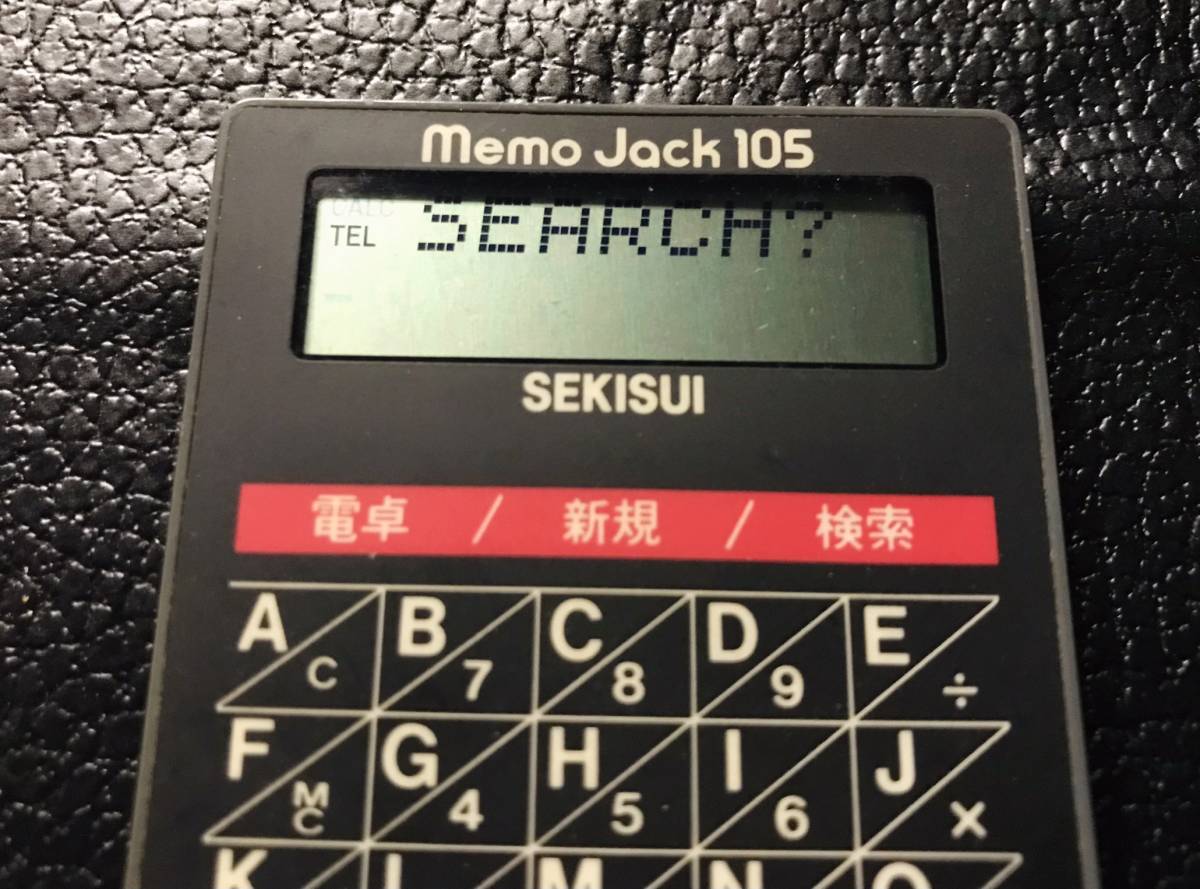 Memo Jack 105
CALC
TEL SEARCH?
SEKISUI
電卓 / 新規 / 検索
A C B 7 C 8 D 9 E ÷
F MC G 4 H 5 I 6 J ×
K L M N O